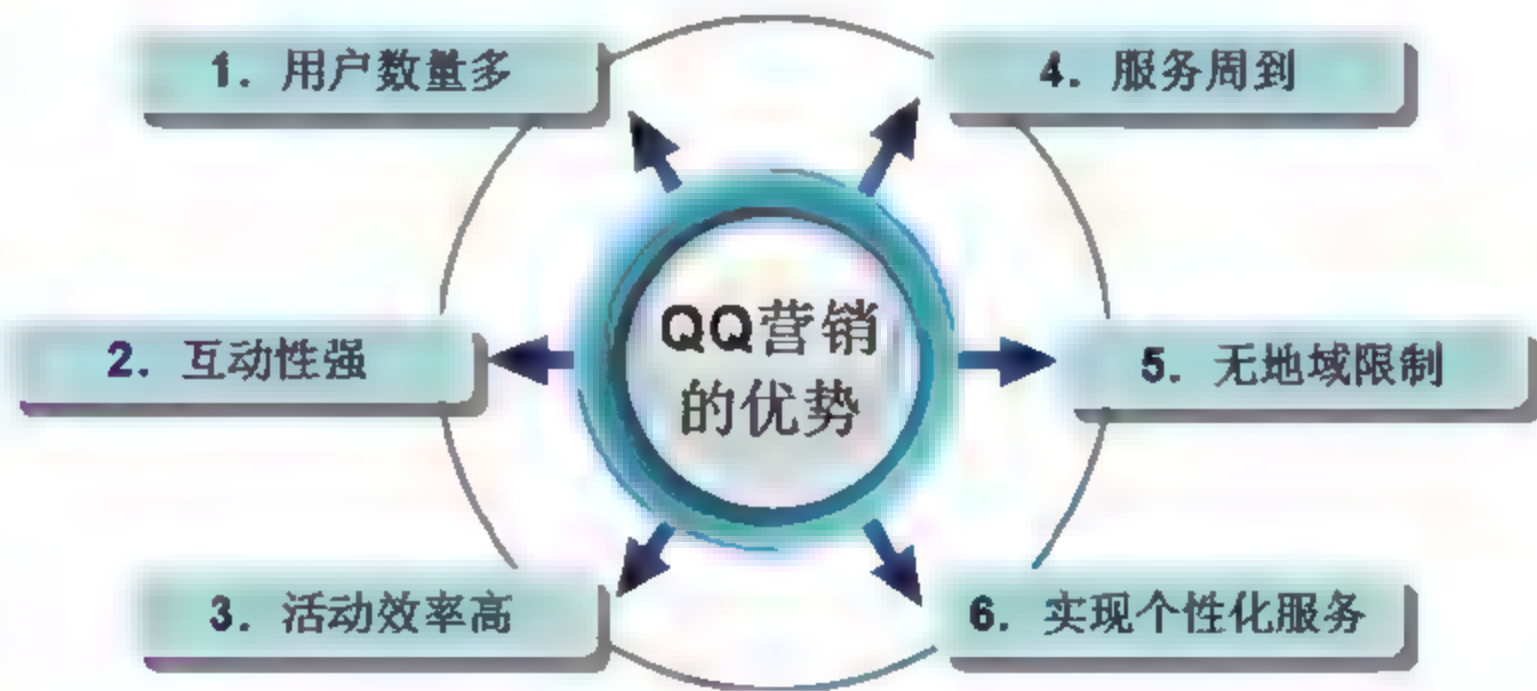 1. 用户数量多
2. 互动性强
3. 活动效率高
QQ营销
的优势
4. 服务周到
5. 无地域限制
6. 实现个性化服务